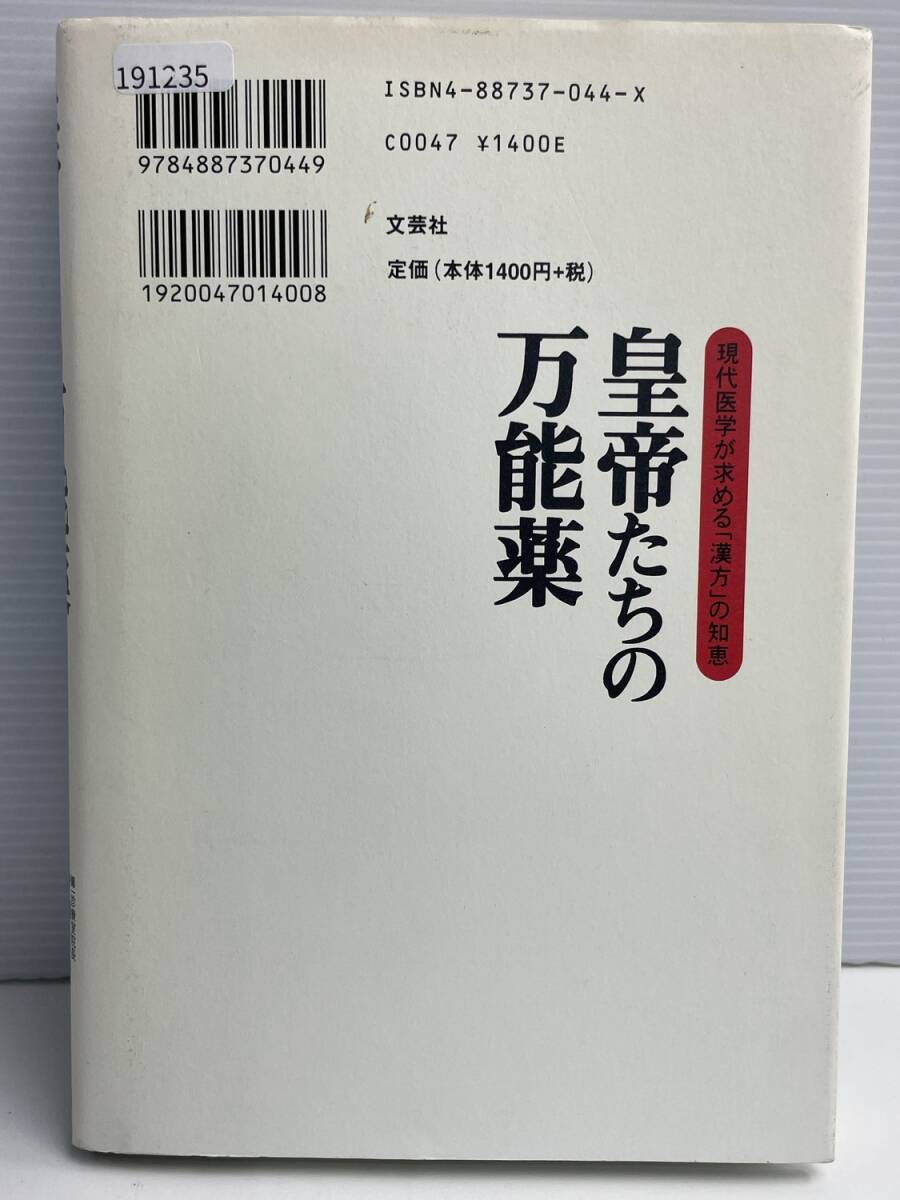 191235
9784887370449
1920047014008
ISBN4-88737-044-X
C0047 ¥1400E
文芸社
定価(本体1400円+税)
現代医学が求める「漢方」の知恵
皇帝たちの
万能薬